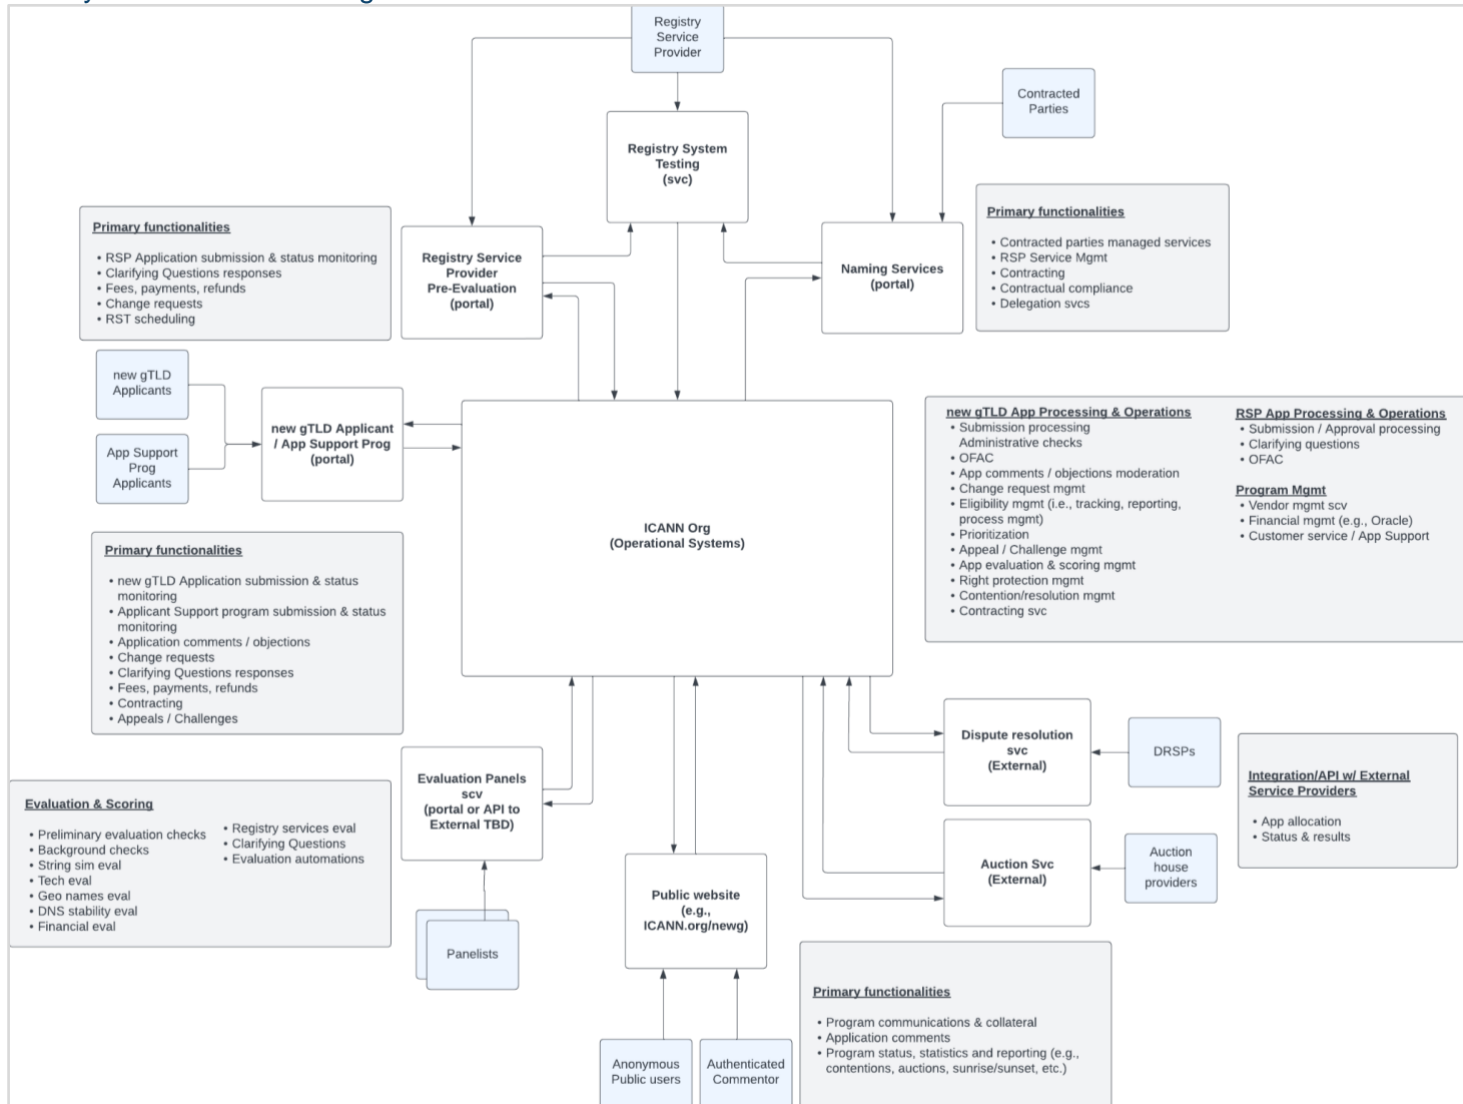 Registry
Service
Provider
Contracted
Parties
Registry System
Testing
(svc)
Primary functionalities
• RSP Application submission & status monitoring
• Clarifying Questions responses
• Fees, payments, refunds
• Change requests
• RST scheduling
Registry Service
Provider
Pre-Evaluation
(portal)
Naming Services
(portal)
Primary functionalities
• Contracted parties managed services
• RSP Service Mgmt
• Contracting
• Contractual compliance
• Delegation svcs
new gTLD
Applicants
App Support
Prog
Applicants
new gTLD Applicant
/ App Support Prog
(portal)
ICANN Org
(Operational Systems)
new gTLD App Processing & Operations
• Submission processing
Administrative checks
• OFAC
• App comments / objections moderation
• Change request mgmt
• Eligibility mgmt (i.e., tracking, reporting,
process mgmt)
• Prioritization
• Appeal / Challenge mgmt
• App evaluation & scoring mgmt
• Right protection mgmt
• Contention/resolution mgmt
• Contracting svc
RSP App Processing & Operations
• Submission / Approval processing
• Clarifying questions
• OFAC
Program Mgmt
• Vendor mgmt scv
• Financial mgmt (e.g., Oracle)
• Customer service / App Support
Primary functionalities
• new gTLD Application submission & status
monitoring
• Applicant Support program submission & status
monitoring
• Application comments / objections
• Change requests
• Clarifying Questions responses
• Fees, payments, refunds
• Contracting
• Appeals / Challenges
Evaluation & Scoring
• Preliminary evaluation checks
• Background checks
• String sim eval
• Tech eval
• Geo names eval
• DNS stability eval
• Financial eval
• Registry services eval
• Clarifying Questions
• Evaluation automations
Evaluation Panels
scv
(portal or API to
External TBD)
Panelists
Public website
(e.g.,
ICANN.org/newg)
Anonymous
Public users
Authenticated
Commentor
Dispute resolution
svc
(External)
DRSPs
Auction Svc
(External)
Auction
house
providers
Integration/API w/ External
Service Providers
• App allocation
• Status & results
Primary functionalities
• Program communications & collateral
• Application comments
• Program status, statistics and reporting (e.g.,
contentions, auctions, sunrise/sunset, etc.)